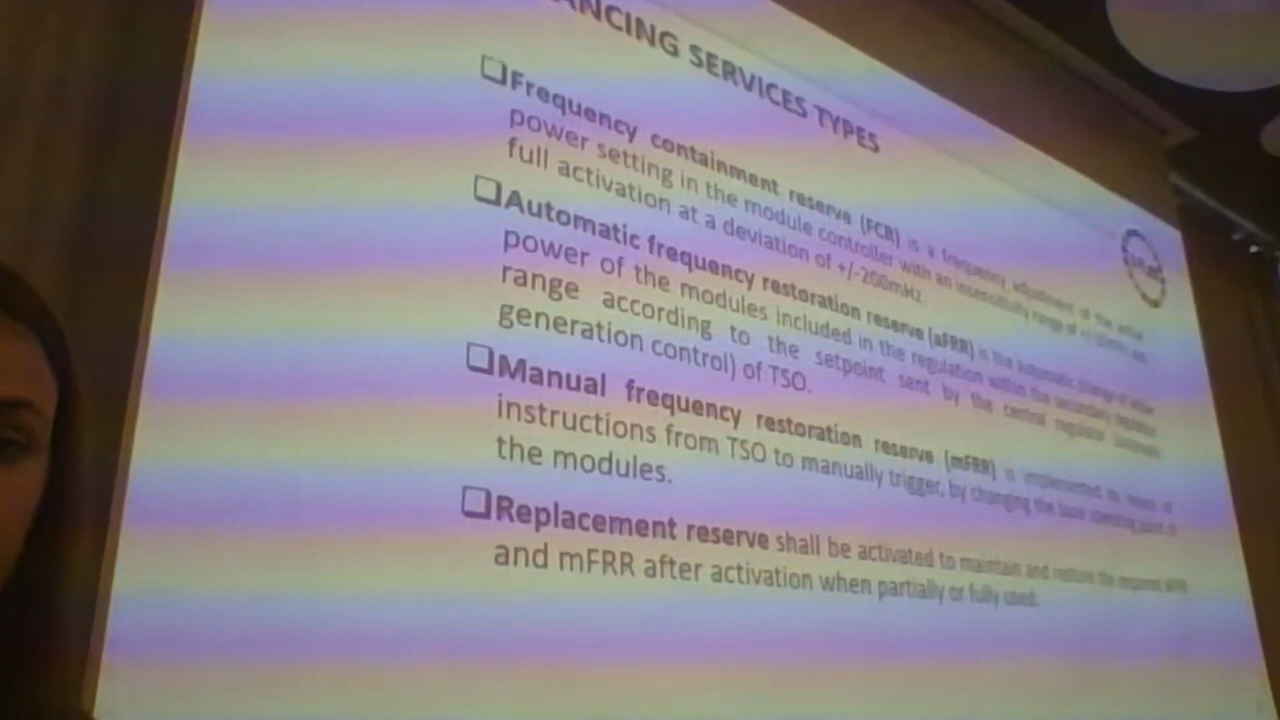 ANCING SERVICES TYPES
❑Frequency containment reserve (FCR) is a frequency adjustment of the active
power setting in the module controller with an insensitivity range of
full activation at a deviation of +/-200mHz.
❑Automatic frequency restoration reserve (aFRR) is the automatic change of active
power of the modules included in the regulation within the secondary regulation
range according to the setpoint sent by the central regulator
generation control) of TSO.
❑Manual frequency restoration reserve (mFRR) is implemented by means of
instructions from TSO to manually trigger, by changing the base operating point of
the modules.
❑Replacement reserve shall be activated to maintain and restore the required aFRR
and mFRR after activation when partially or fully used.